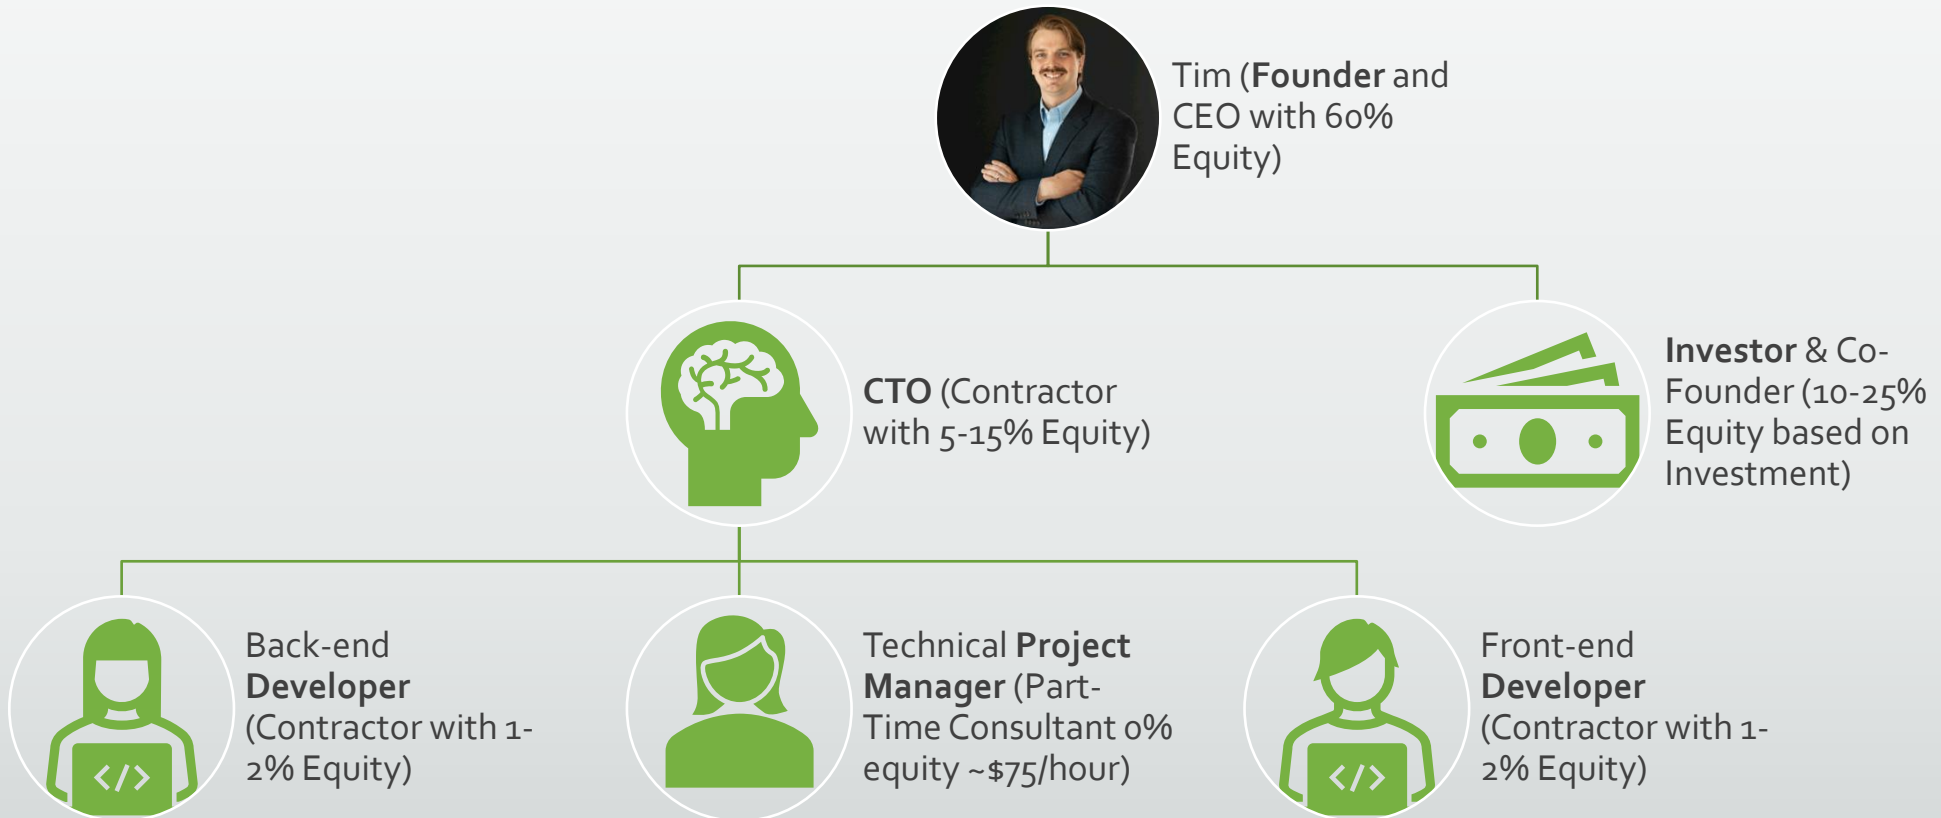 Tim (Founder and
CEO with 60%
Equity)
CTO (Contractor
with 5-15% Equity)
Investor & Co-
Founder (10-25%
Equity based on
Investment)
Back-end
Developer
(Contractor with 1-
2% Equity)
</>
Technical Project
Manager (Part-
Time Consultant 0%
equity ~$75/hour)
Front-end
Developer
(Contractor with 1-
2% Equity)
</>